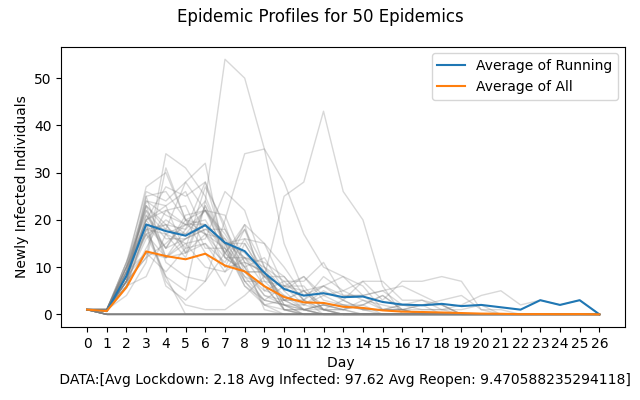 Epidemic Profiles for 50 Epidemics
Average of Running
Average of All
Newly Infected Individuals
50
40
30
20
10
0
0 1 2 3 4 5 6 7 8 9 10 11 12 13 14 15 16 17 18 19 20 21 22 23 24 25 26
Day
DATA:[Avg Lockdown: 2.18 Avg Infected: 97.62 Avg Reopen: 9.470588235294118]